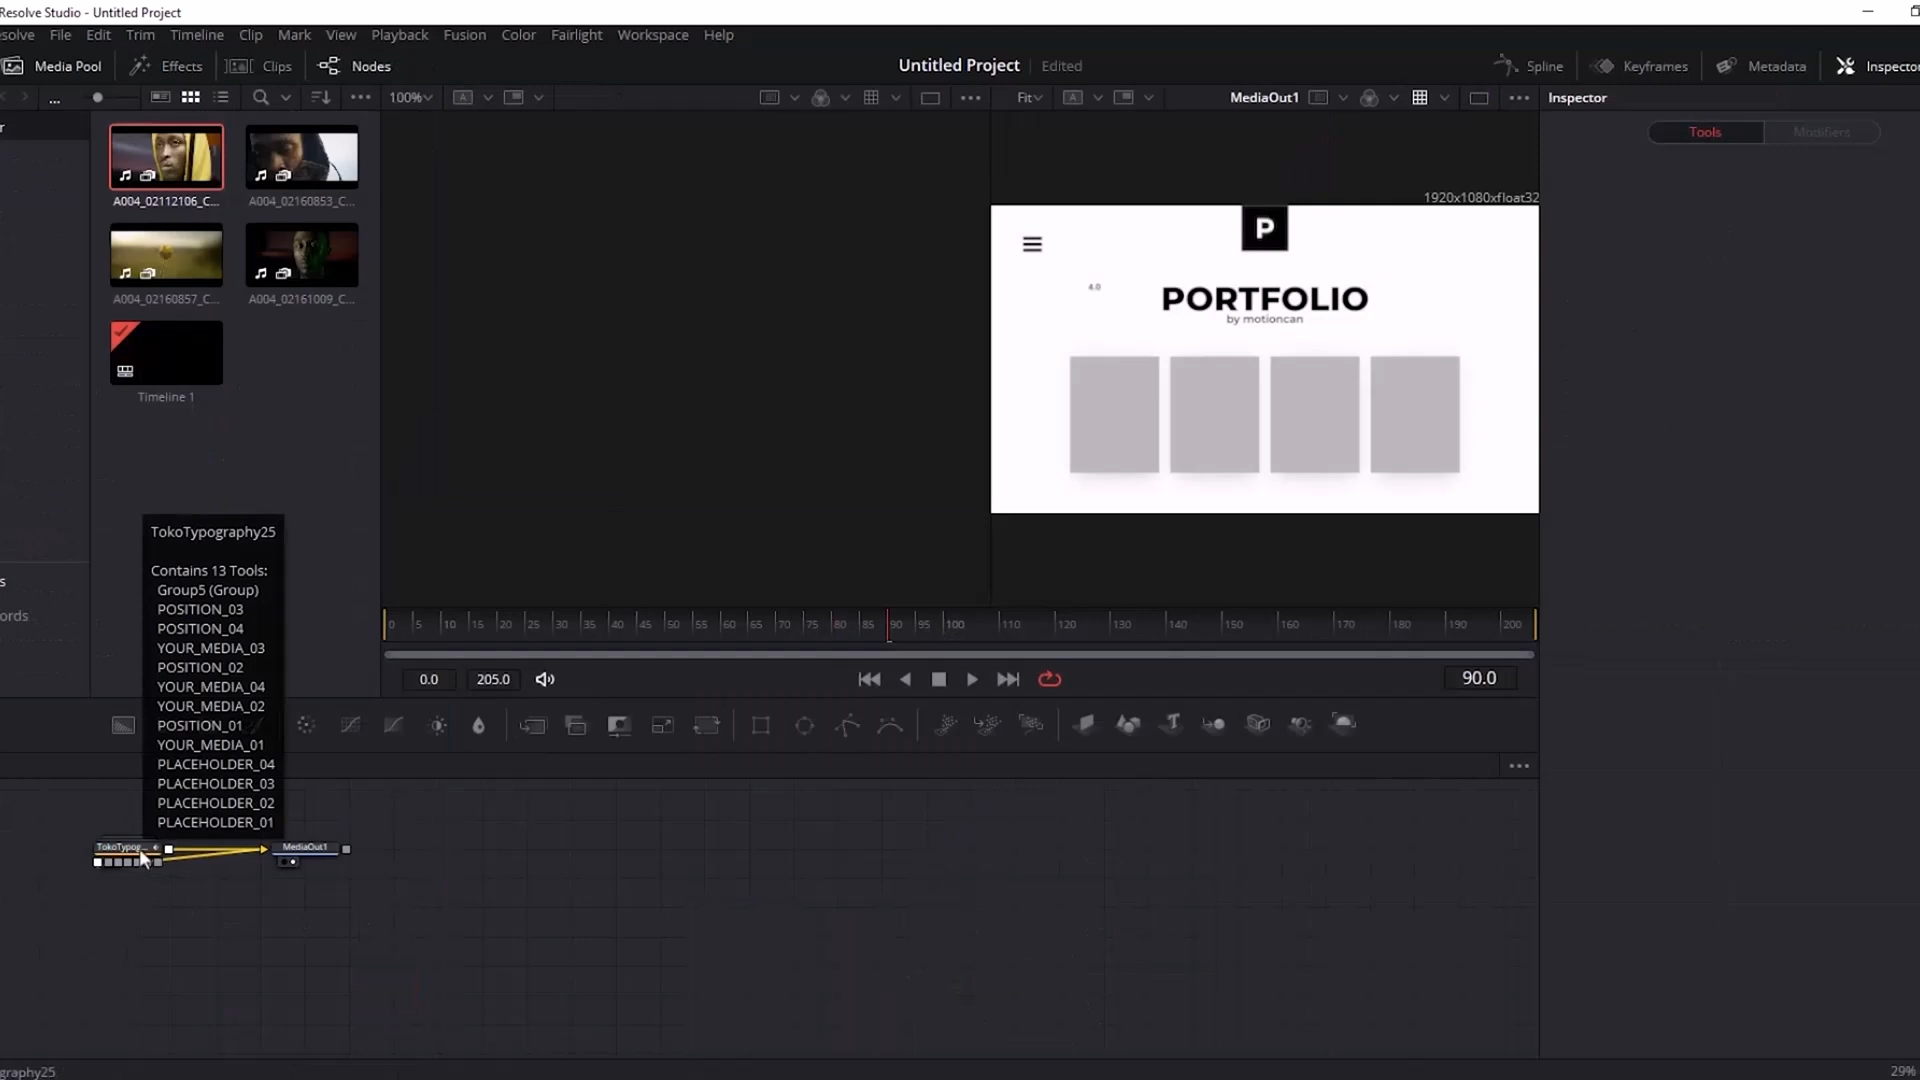 Resolve Studio - Untitled Project
esolve File Edit Trim Timeline Clip Mark View Playback Fusion Color Fairlight Workspace Help
Media Pool Effects Clips Nodes Untitled Project Edited Spline Keyframes Metadata Inspector
... 100% Fit MediaOut1 Inspector
r
Tools Modifiers
1920x1080xfloat32
A004_02112106_C... A004_02160853_C...
A004_02160857_C... A004_02161009_C...
Timeline 1
P
4.0
PORTFOLIO
by motioncan
TokoTypography25
Contains 13 Tools:
Group5 (Group)
POSITION_03
POSITION_04
YOUR_MEDIA_03
POSITION_02
YOUR_MEDIA_04
YOUR_MEDIA_02
POSITION_01
YOUR_MEDIA_01
PLACEHOLDER_04
PLACEHOLDER_03
PLACEHOLDER_02
PLACEHOLDER_01
s
ords
0 5 10 15 20 25 30 35 40 45 50 55 60 65 70 75 80 85 90 95 100 110 120 130 140 150 160 170 180 190 200
0.0 205.0 90.0
TokoTypog... MediaOut1
graphy25 29%